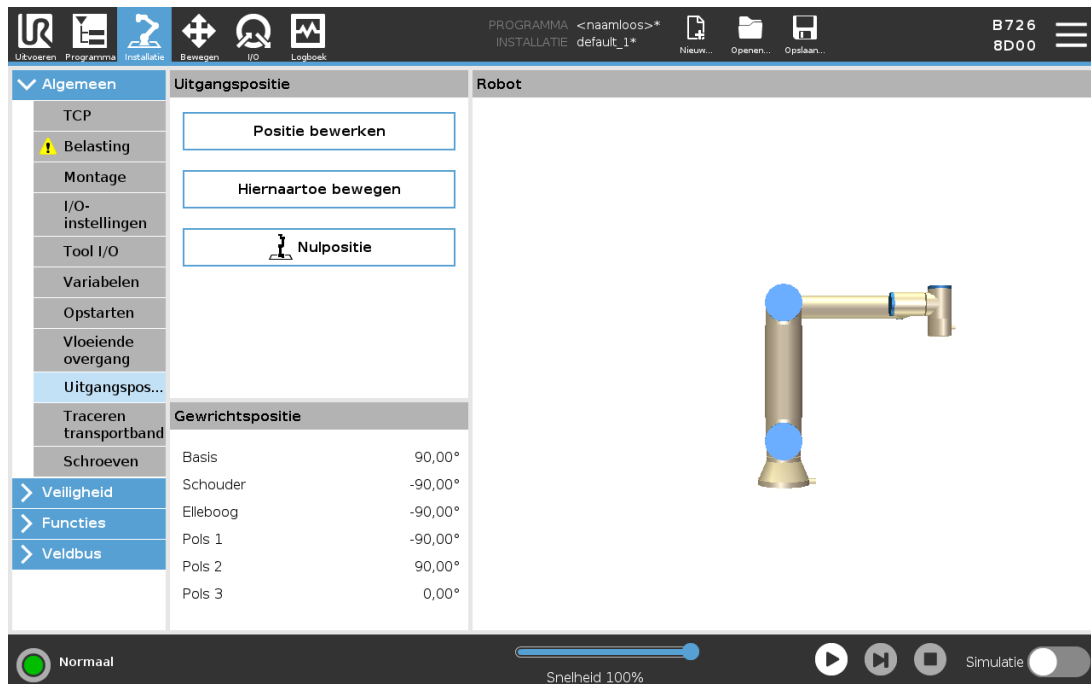 UR
Uitvoeren
Programma
Installatie
Bewegen
I/O
Logboek
PROGRAMMA <naamloos>*
INSTALLATIE default_1*
Nieuw...
Openen...
Opslaan...
B726
8D00
Algemeen
TCP
Belasting
Montage
I/O-
instellingen
Tool I/O
Variabelen
Opstarten
Vloeiende
overgang
Uitgangspos...
Traceren
transportband
Schroeven
Veiligheid
Functies
Veldbus
Uitgangspositie
Positie bewerken
Hiernaartoe bewegen
Nulpositie
Gewrichtspositie
Basis 90,00°
Schouder -90,00°
Elleboog -90,00°
Pols 1 -90,00°
Pols 2 90,00°
Pols 3 0,00°
Robot
Normaal
Snelheid 100%
Simulatie